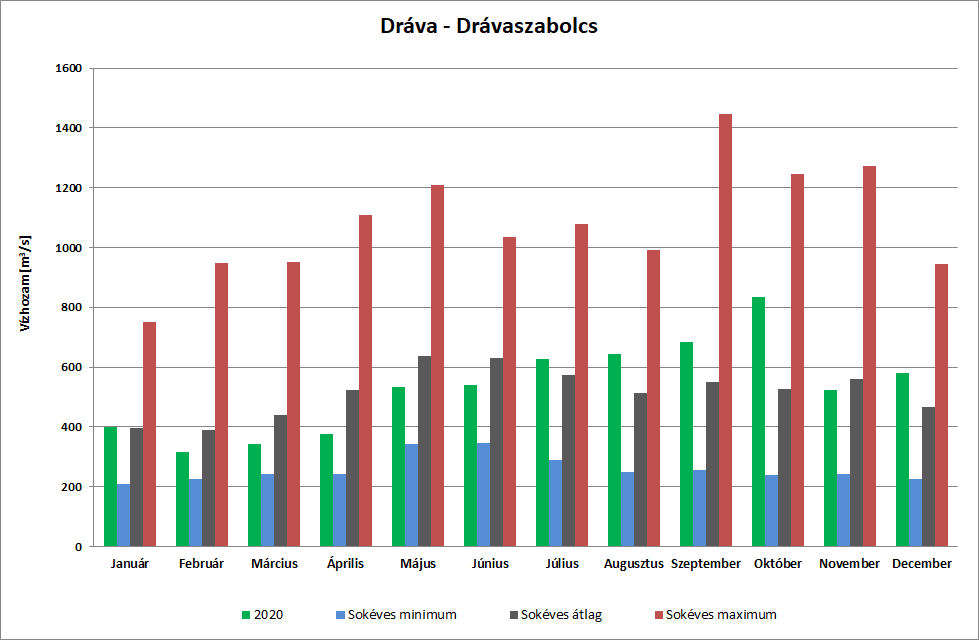 Dráva - Drávaszabolcs
1600
1400
1200
1000
800
600
400
200
0
Vízhozam[m³/s]
Január Február Március Április Május Június Július Augusztus Szeptember Október November December
2020 Sokéves minimum Sokéves átlag Sokéves maximum